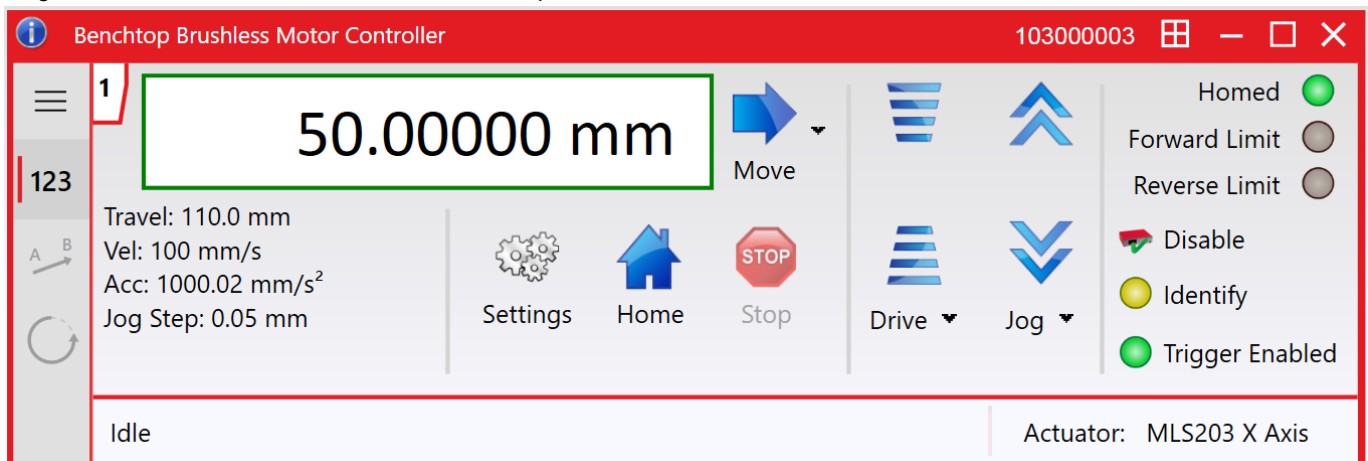 Benchtop Brushless Motor Controller
103000003
1
50.00000 mm
Move
Homed
Forward Limit
Reverse Limit
123
Travel: 110.0 mm
Vel: 100 mm/s
Acc: 1000.02 mm/s²
Jog Step: 0.05 mm
A B
Settings
Home
STOP
Stop
Drive
Jog
Disable
Identify
Trigger Enabled
Idle
Actuator: MLS203 X Axis